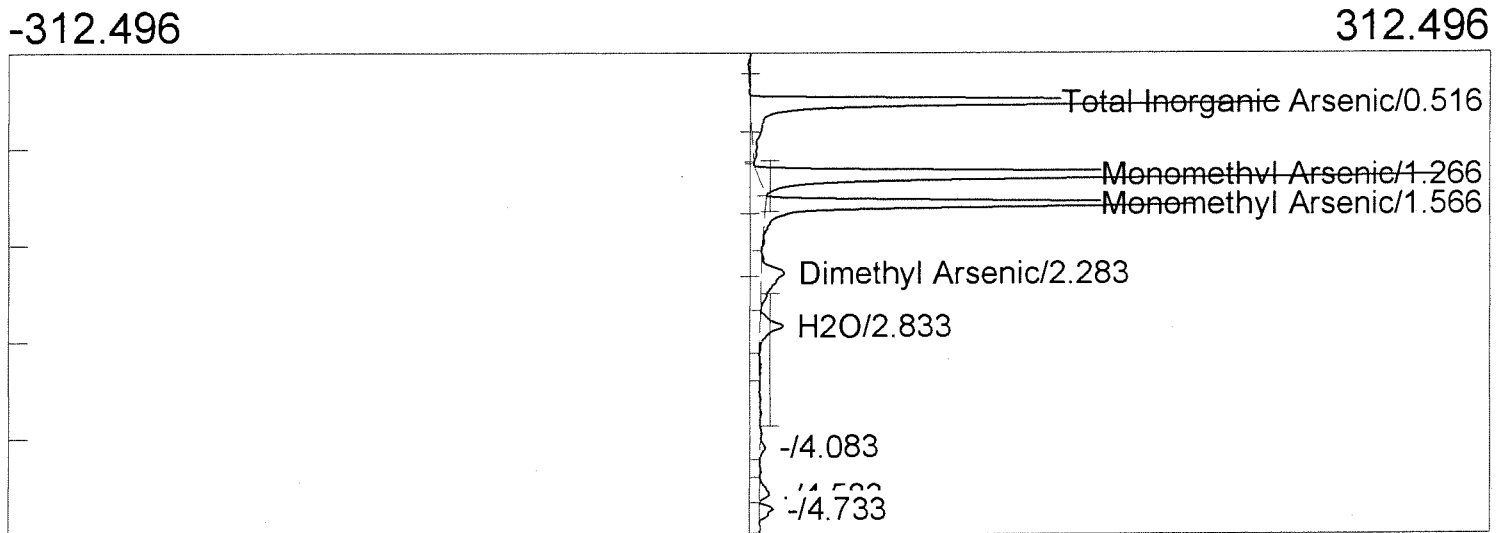 -312.496 312.496
Total Inorganic Arsenic/0.516
Monomethyl Arsenic/1.266
Monomethyl Arsenic/1.566
Dimethyl Arsenic/2.283
H2O/2.833
-/4.083
-/4.733